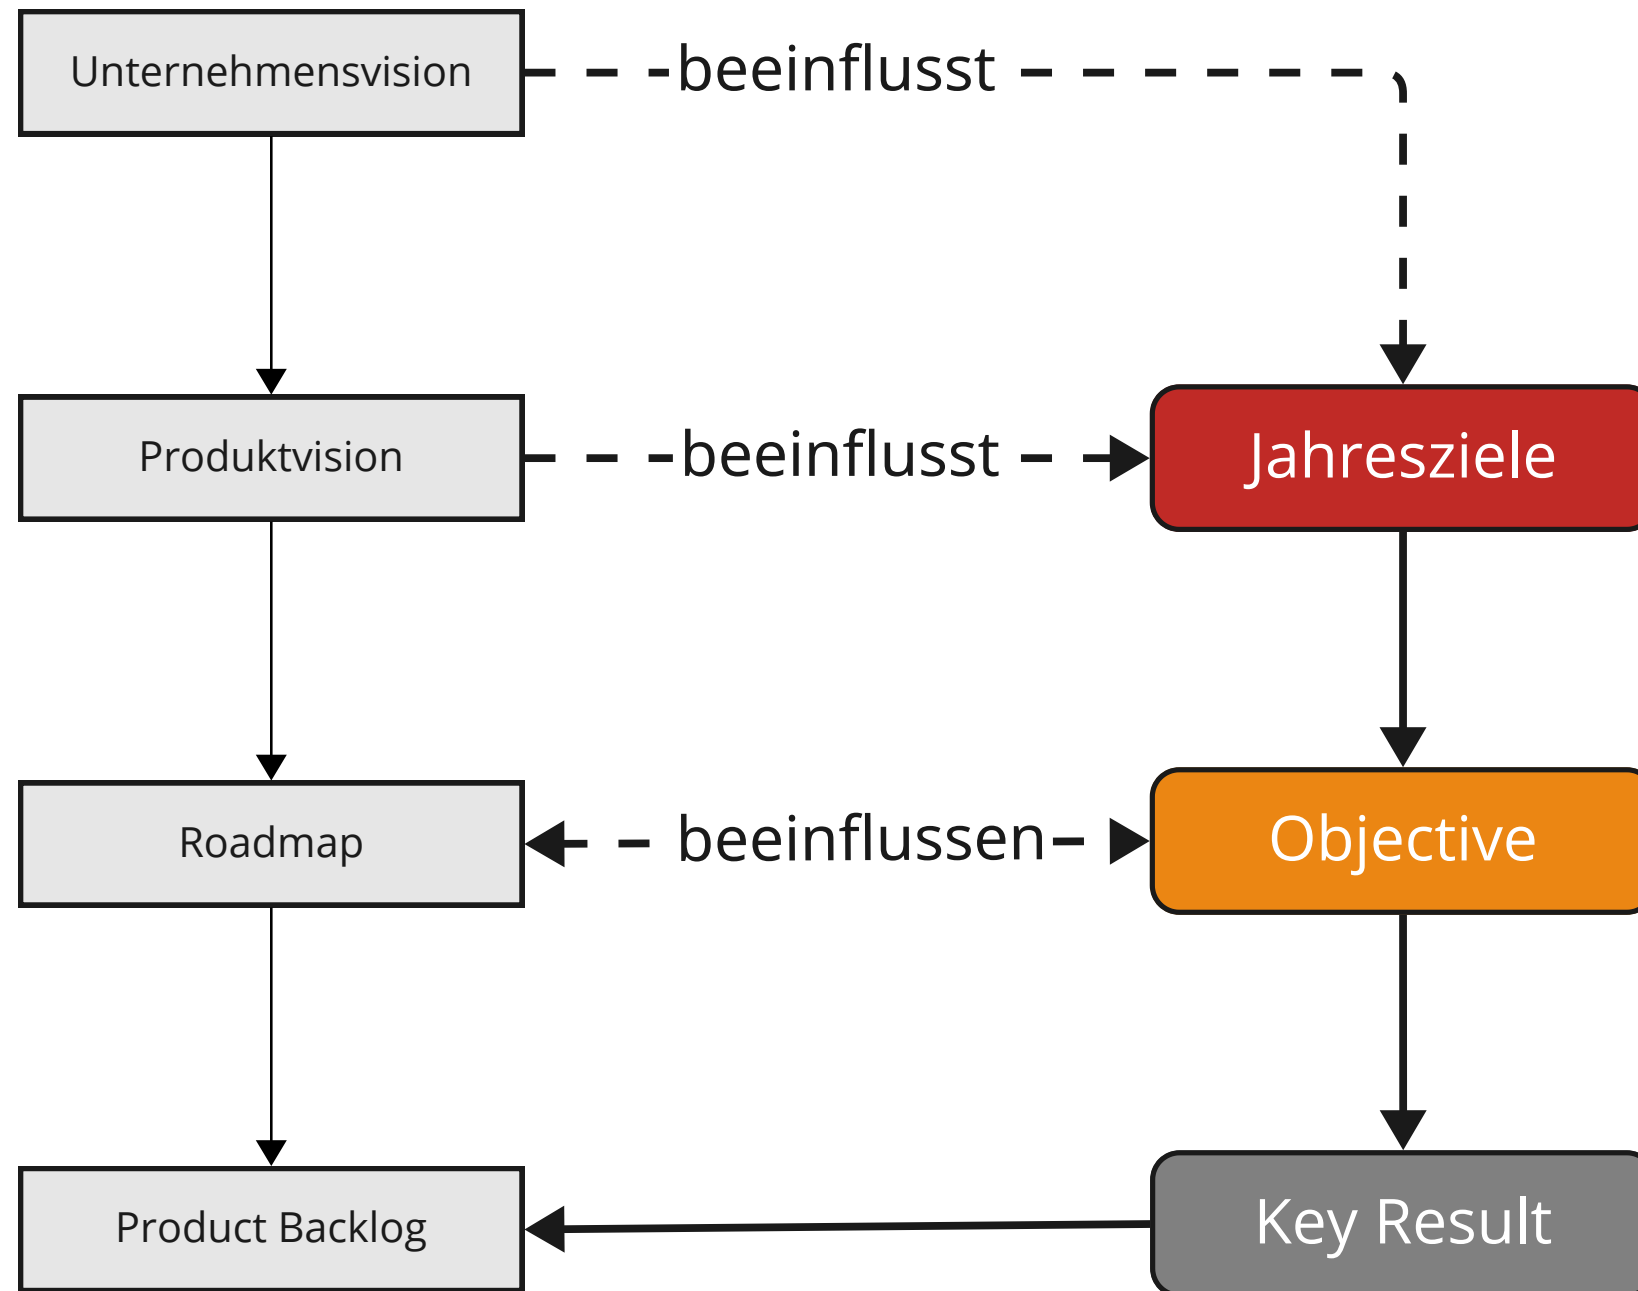 Unternehmensvision
beeinflusst
Produktvision
beeinflusst
Jahresziele
Roadmap
beeinflussen
Objective
Product Backlog
Key Result